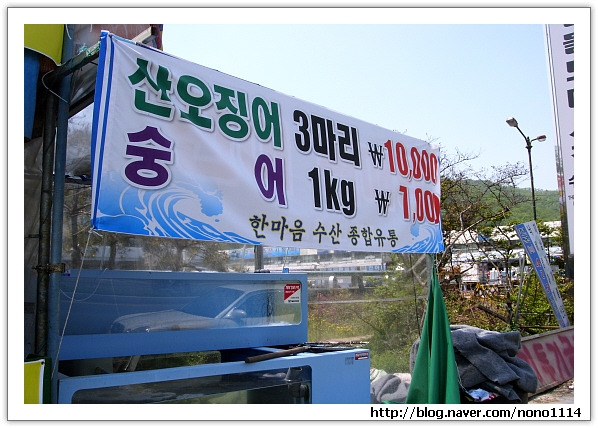 산오징어 3마리 ₩10,000
숭어 1kg ₩7,000
한마음 수산 종합유통
http://blog.naver.com/nono1114